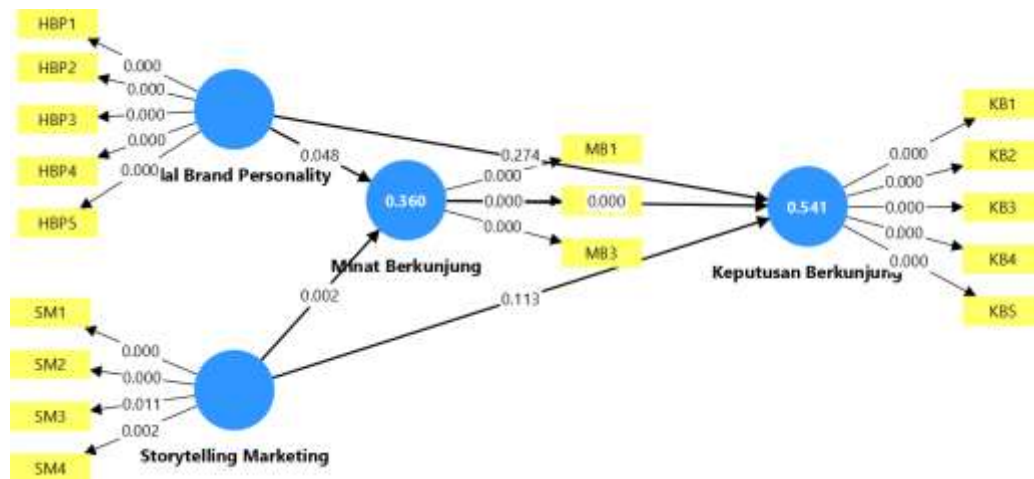 HBP1
0.000
HBP2
0.000
HBP3
0.000
HBP4
0.000
HBP5
0.000
lal Brand Personality
0.048
0.274
MB1
0.000
0.360
0.000
0.000
0.000
MB3
Minat Berkunjung
0.541
Keputusan Berkunjung
KB1
0.000
KB2
0.000
KB3
0.000
KB4
0.000
KB5
0.000
0.002
0.113
SM1
0.000
SM2
0.000
SM3
0.011
SM4
0.002
Storytelling Marketing